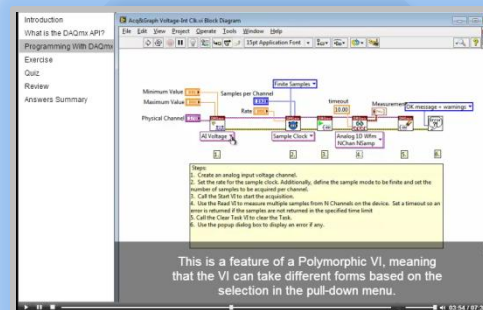 Introduction
What is the DAQmx API?
Programming With DAQmx
Exercise
Quiz
Review
Answers Summary
Acq&Graph Voltage-Int Clk.vi Block Diagram
File Edit View Project Operate Tools Window Help
15pt Application Font
Finite Samples
Minimum Value
Samples per Channel
Maximum Value
Rate
timeout
10.00
Measurement
OK message + warnings
Physical Channel
AI Voltage
Sample Clock
Analog 1D Wfm
NChan NSamp
1
2
3
4
5
6
Steps:
1. Create an analog input voltage channel.
2. Set the rate for the sample clock. Additionally, define the sample mode to be finite and set the
number of samples to be acquired per channel.
3. Call the Start VI to start the acquisition.
4. Use the Read VI to measure multiple samples from N Channels on the device. Set a timeout so an
error is returned if the samples are not returned in the specified time limit
5. Call the Clear Task VI to clear the Task.
6. Use the popup dialog box to display an error if any.
This is a feature of a Polymorphic VI, meaning
that the VI can take different forms based on the
selection in the pull-down menu.